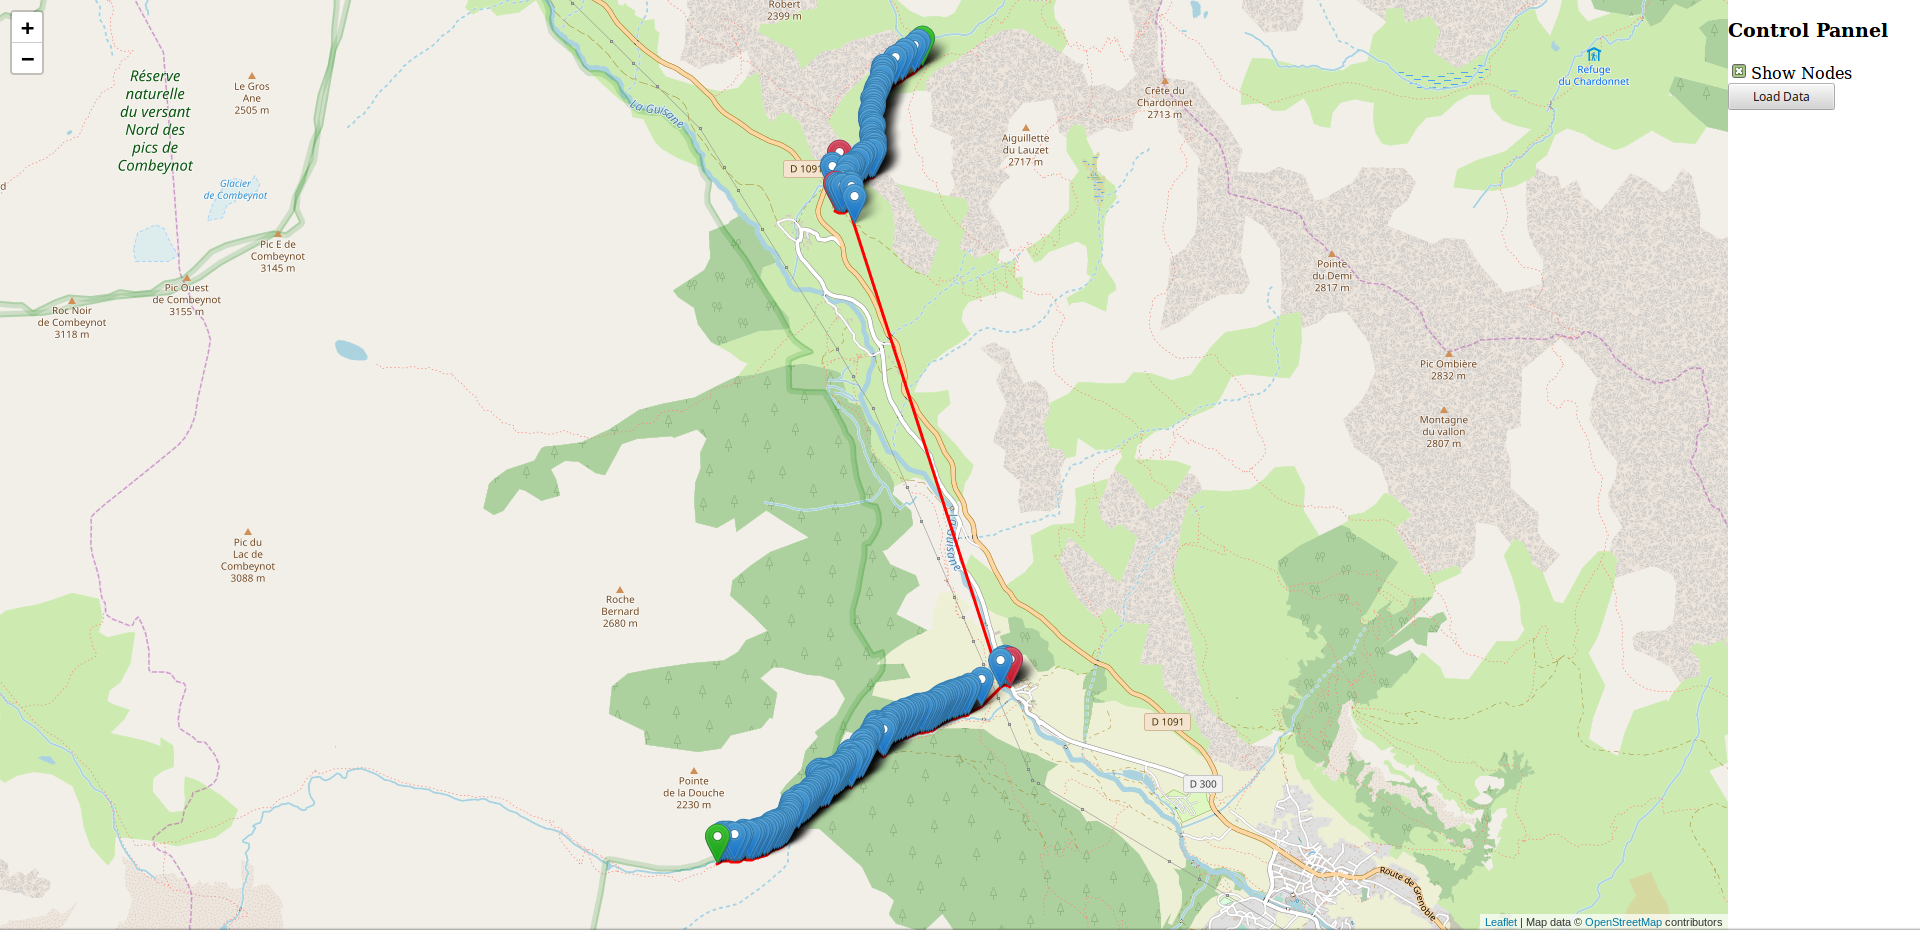 +
−
Réserve
naturelle
du versant
Nord des
pics de
Combeynot
Le Gros
Ane
2505 m
Glacier
de Combeynot
Pic E de
Combeynot
3145 m
Pic Ouest
de Combeynot
3155 m
Roc Noir
de Combeynot
3118 m
d
Robert
2399 m
La Guisane
D 1091
Aiguillette
du Lauzet
2717 m
Crête du
Chardonnet
2713 m
Refuge
du Chardonnet
Pointe
du Demi
2817 m
Pic Ombière
2832 m
Montagne
du vallon
2807 m
Pic du
Lac de
Combeynot
3088 m
Roche
Bernard
2680 m
Pointe
de la Douche
2230 m
D 1091
D 300
Route de Grenoble
Leaflet | Map data © OpenStreetMap contributors
Control Pannel
Show Nodes
Load Data